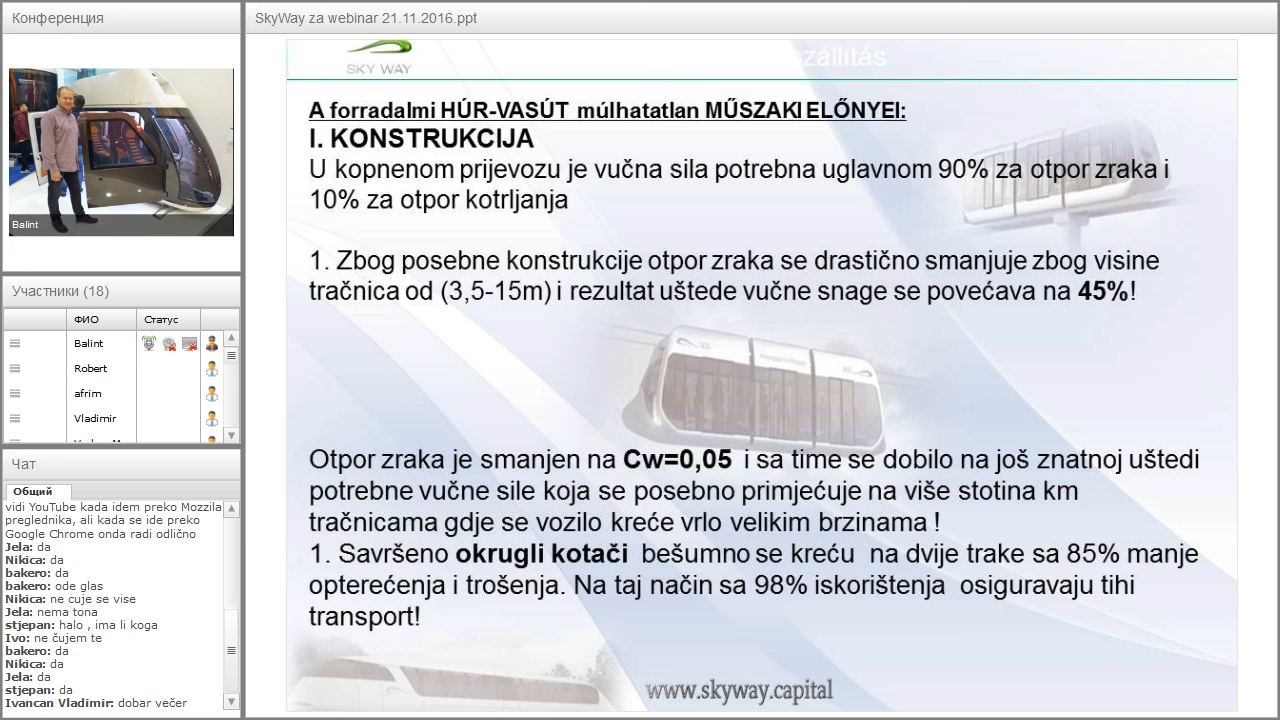 Конференция
Balint
Участники (18)
ФИО
Статус
Balint
Robert
afrim
Vladimir
Чат
Общий
vidi YouTube kada idem preko Mozzila
preglednika, ali kada se ide preko
Google Chrome onda radi odlično
Jela: da
Nikica: da
bakero: da
bakero: ode glas
Nikica: ne cuje se vise
Jela: nema tona
stjepan: halo , ima li koga
Ivo: ne čujem te
bakero: da
Nikica: da
Jela: da
stjepan: da
Ivancan Vladimir: dobar večer
SkyWay za webinar 21.11.2016.ppt
SKY WAY
szállítás
A forradalmi HÚR-VASÚT múlhatatlan MŰSZAKI ELŐNYEI:
I. KONSTRUKCIJA
U kopnenom prijevozu je vučna sila potrebna uglavnom 90% za otpor zraka i
10% za otpor kotrljanja
1. Zbog posebne konstrukcije otpor zraka se drastično smanjuje zbog visine
tračnica od (3,5-15m) i rezultat uštede vučne snage se povećava na 45%!
Otpor zraka je smanjen na Cw=0,05 i sa time se dobilo na još znatnoj uštedi
potrebne vučne sile koja se posebno primjećuje na više stotina km
tračnicama gdje se vozilo kreće vrlo velikim brzinama !
1. Savršeno okrugli kotači bešumno se kreću na dvije trake sa 85% manje
opterećenja i trošenja. Na taj način sa 98% iskorištenja osiguravaju tihi
transport!
www.skyway.capital